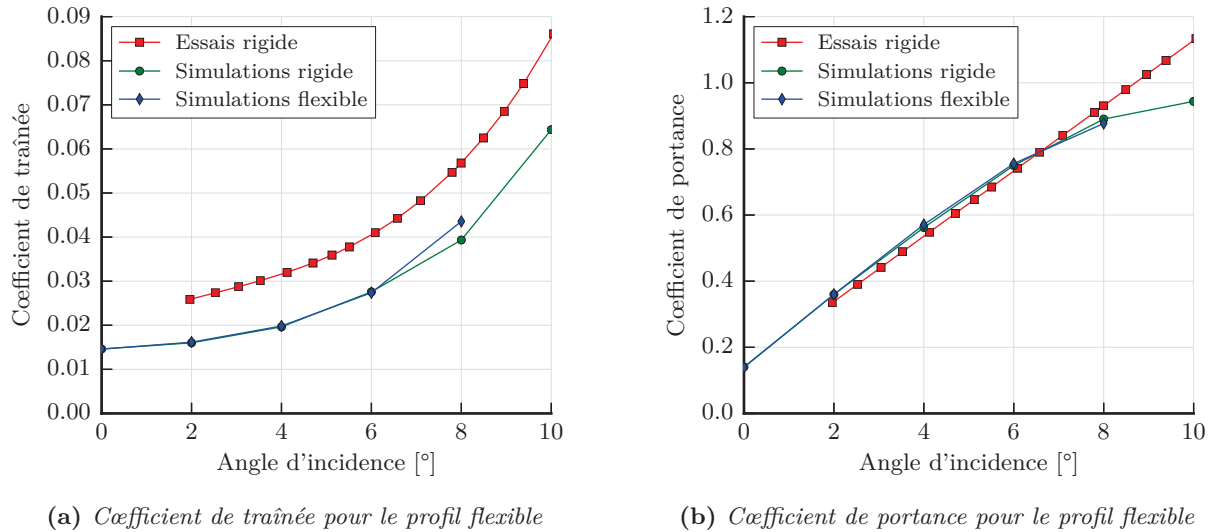 0.09
0.08
0.07
0.06
0.05
0.04
0.03
0.02
0.01
0.00
Cœfficient de traînée
Essais rigide
Simulations rigide
Simulations flexible
0 2 4 6 8 10
Angle d'incidence [°]
(a) Cœfficient de traînée pour le profil flexible
1.2
1.0
0.8
0.6
0.4
0.2
0.0
Cœfficient de portance
Essais rigide
Simulations rigide
Simulations flexible
0 2 4 6 8 10
Angle d'incidence [°]
(b) Cœfficient de portance pour le profil flexible